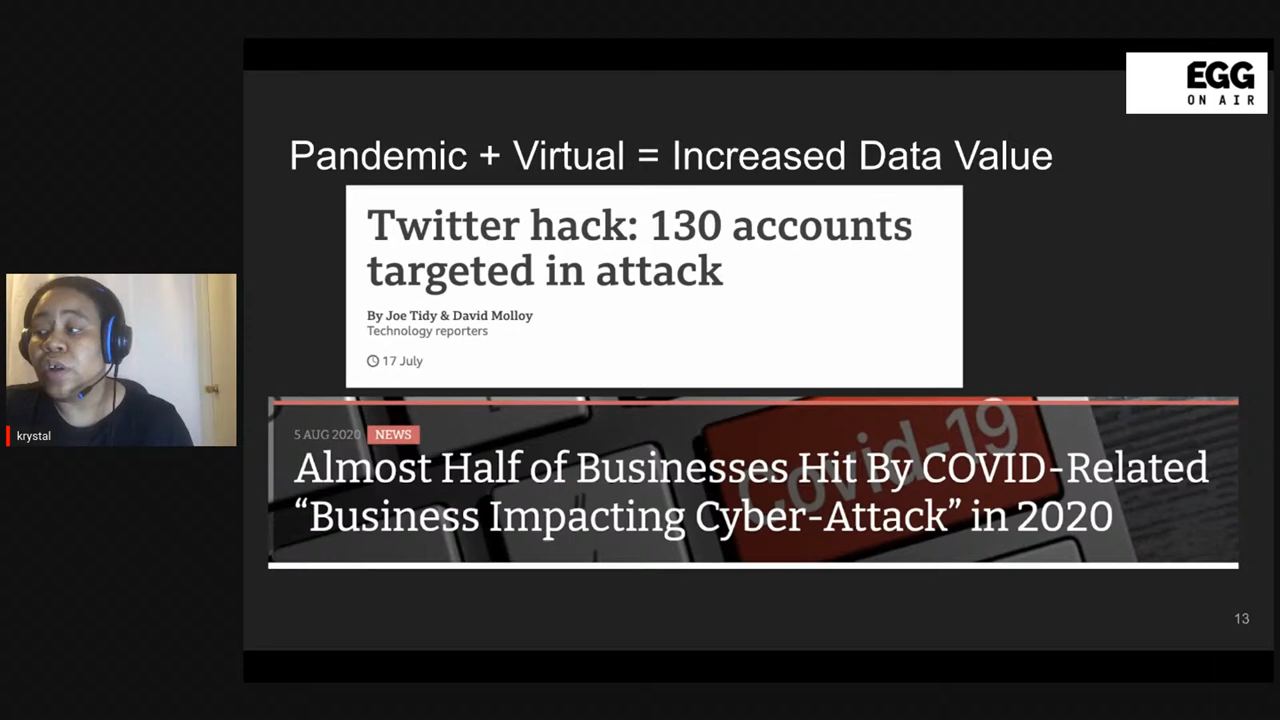 EGG
ON AIR
Pandemic + Virtual = Increased Data Value
Twitter hack: 130 accounts
targeted in attack
By Joe Tidy & David Molloy
Technology reporters
17 July
krystal
5 AUG 2020 NEWS
Covid-19
Almost Half of Businesses Hit By COVID-Related
“Business Impacting Cyber-Attack” in 2020
13